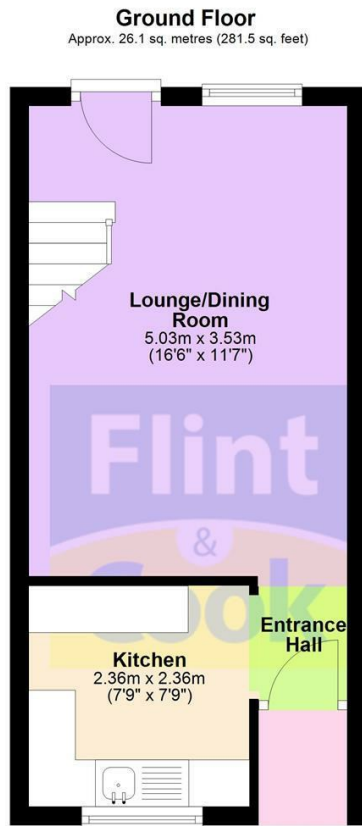 Ground Floor
Approx. 26.1 sq. metres (281.5 sq. feet)
Lounge/Dining
Room
5.03m x 3.53m
(16'6" x 11'7")
Flint
&
Cook
Entrance
Hall
Kitchen
2.36m x 2.36m
(7'9" x 7'9")